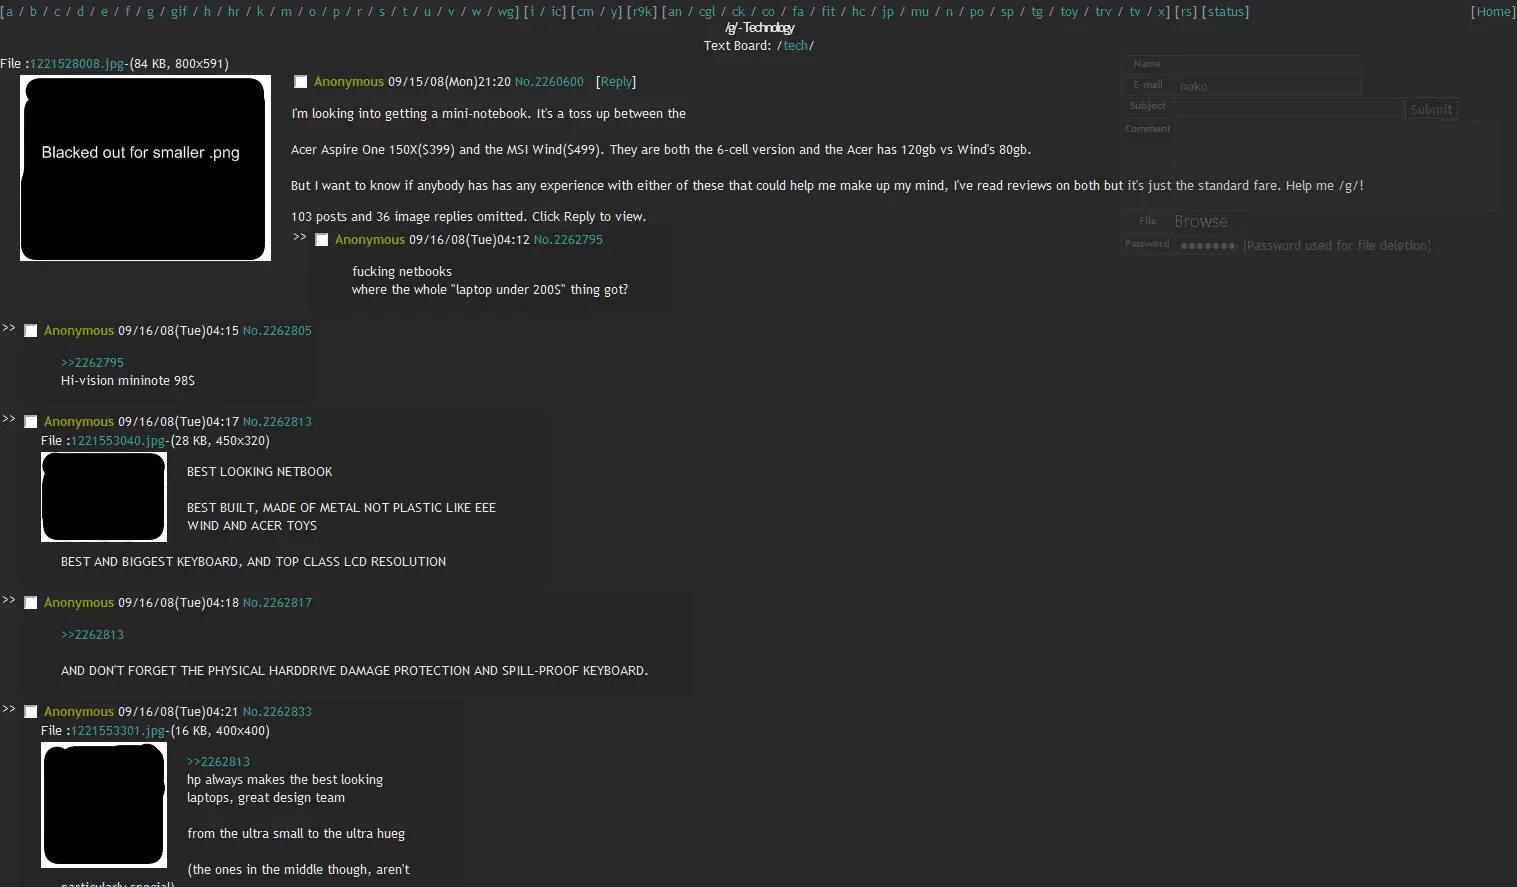 [a / b / c / d / e / f / g / gif / h / hr / k / m / o / p / r / s / t / u / v / w / wg] [i / ic] [cm / y] [r9k] [an / cgl / ck / co / fa / fit / hc / jp / mu / n / po / sp / tg / toy / trv / tv / x] [rs] [status] [Home]
/g/ - Technology
Text Board: /tech/
File :1221528008.jpg-(84 KB, 800x591)
Blacked out for smaller .png
Name
E-mail noko
Subject Submit
Comment
File Browse
Password ●●●●●●● (Password used for file deletion)
Anonymous 09/15/08(Mon)21:20 No.2260600 [Reply]
I'm looking into getting a mini-notebook. It's a toss up between the
Acer Aspire One 150X($399) and the MSI Wind($499). They are both the 6-cell version and the Acer has 120gb vs Wind's 80gb.
But I want to know if anybody has has any experience with either of these that could help me make up my mind, I've read reviews on both but it's just the standard fare. Help me /g/!
103 posts and 36 image replies omitted. Click Reply to view.
>> Anonymous 09/16/08(Tue)04:12 No.2262795
fucking netbooks
where the whole "laptop under 200$" thing got?
>> Anonymous 09/16/08(Tue)04:15 No.2262805
>>2262795
Hi-vision mininote 98$
>> Anonymous 09/16/08(Tue)04:17 No.2262813
File :1221553040.jpg-(28 KB, 450x320)
BEST LOOKING NETBOOK
BEST BUILT, MADE OF METAL NOT PLASTIC LIKE EEE
WIND AND ACER TOYS
BEST AND BIGGEST KEYBOARD, AND TOP CLASS LCD RESOLUTION
>> Anonymous 09/16/08(Tue)04:18 No.2262817
>>2262813
AND DON'T FORGET THE PHYSICAL HARDDRIVE DAMAGE PROTECTION AND SPILL-PROOF KEYBOARD.
>> Anonymous 09/16/08(Tue)04:21 No.2262833
File :1221553301.jpg-(16 KB, 400x400)
>>2262813
hp always makes the best looking
laptops, great design team
from the ultra small to the ultra hueg
(the ones in the middle though, aren't
particularly special)